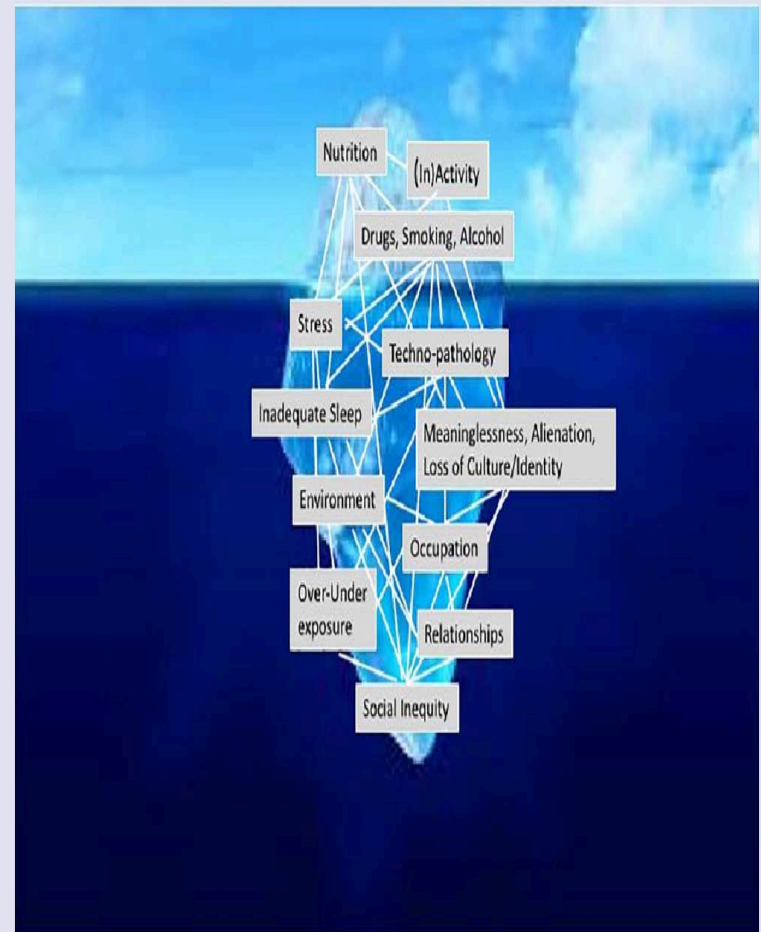 Nutrition
(In)Activity
Drugs, Smoking, Alcohol
Stress
Techno-pathology
Inadequate Sleep
Meaninglessness, Alienation,
Loss of Culture/Identity
Environment
Occupation
Over-Under
exposure
Relationships
Social Inequity